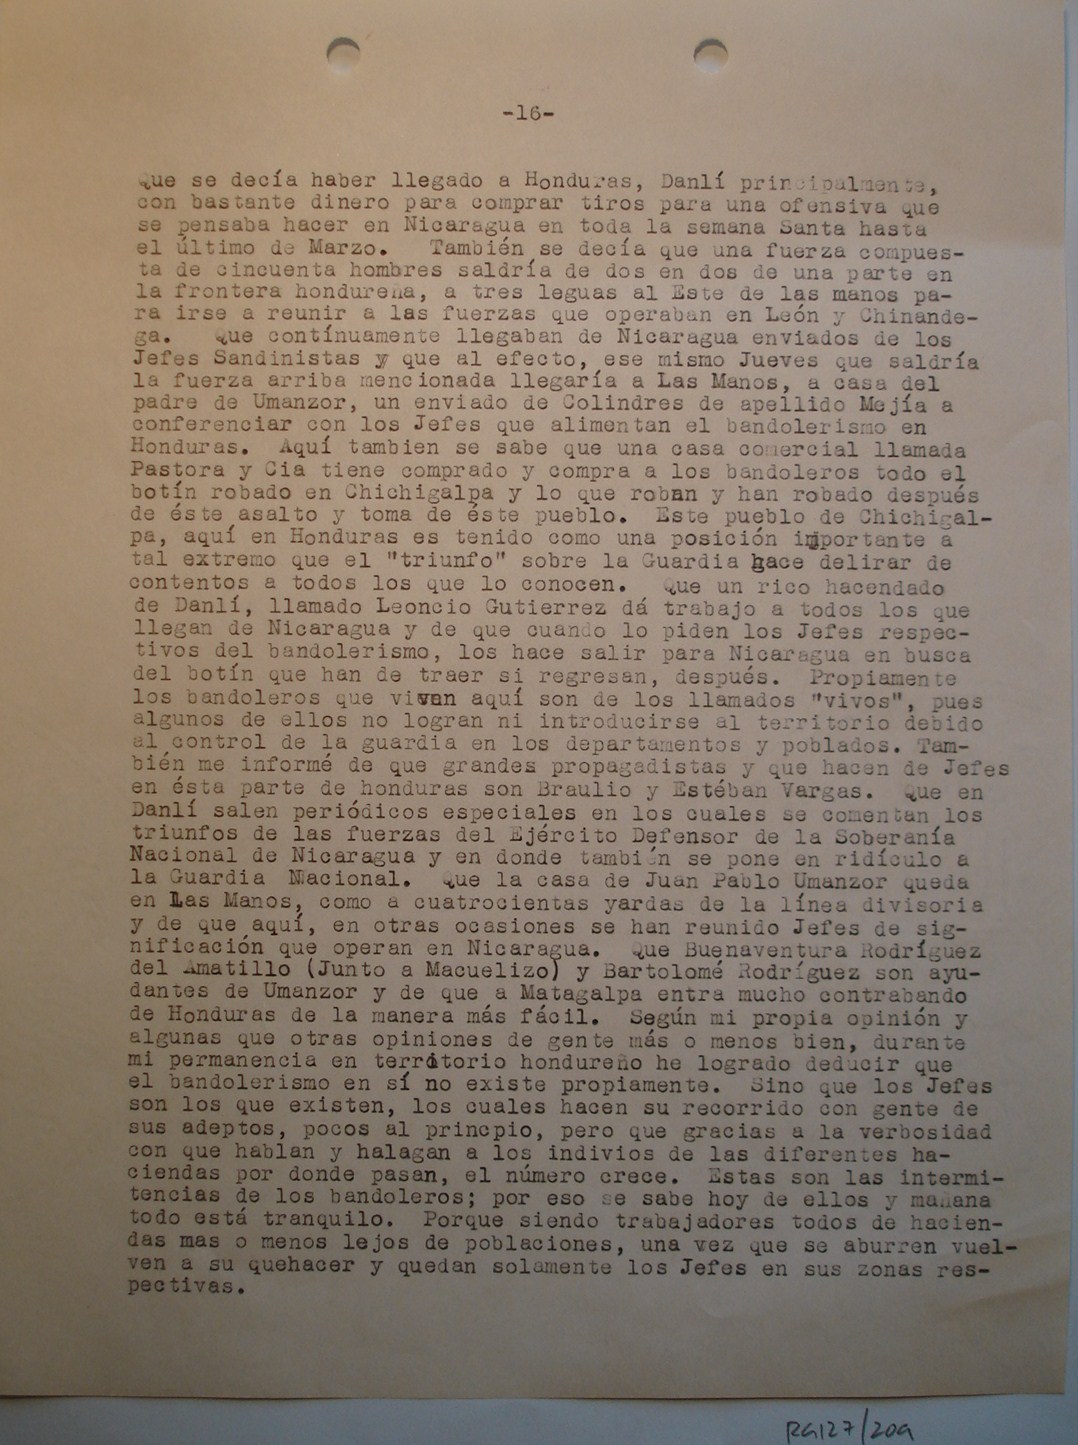 -16-
Que se decía haber llegado a Honduras, Danlí principalmente,
con bastante dinero para comprar tiros para una ofensiva que
se pensaba hacer en Nicaragua en toda la semana Santa hasta
el último de Marzo. También se decía que una fuerza compues-
ta de cincuenta hombres saldría de dos en dos de una parte en
la frontera hondureña, a tres leguas al Este de las manos pa-
ra irse a reunir a las fuerzas que operaban en León y Chinande-
ga. Que contínuamente llegaban de Nicaragua enviados de los
Jefes Sandinistas y que al efecto, ese mismo Jueves que saldría
la fuerza arriba mencionada llegaría a Las Manos, a casa del
padre de Umanzor, un enviado de Colindres de apellido Mejía a
conferenciar con los Jefes que alimentan el bandolerismo en
Honduras. Aquí tambien se sabe que una casa comercial llamada
Pastora y Cia tiene comprado y compra a los bandoleros todo el
botín robado en Chichigalpa y lo que roban y han robado después
de éste asalto y toma de éste pueblo. Este pueblo de Chichigal-
pa, aquí en Honduras es tenido como una posición importante a
tal extremo que el "triunfo" sobre la Guardia hace delirar de
contentos a todos los que lo conocen. Que un rico hacendado
de Danlí, llamado Leoncio Gutierrez dá trabajo a todos los que
llegan de Nicaragua y de que cuando lo piden los Jefes respec-
tivos del bandolerismo, los hace salir para Nicaragua en busca
del botín que han de traer si regresan, después. Propiamente
los bandoleros que vivan aquí son de los llamados "vivos", pues
algunos de ellos no logran ni introducirse al territorio debido
al control de la guardia en los departamentos y poblados. Tam-
bién me informé de que grandes propagadistas y que hacen de Jefes
en ésta parte de honduras son Braulio y Estéban Vargas. Que en
Danlí salen periódicos especiales en los cuales se comentan los
triunfos de las fuerzas del Ejército Defensor de la Soberanía
Nacional de Nicaragua y en donde también se pone en ridículo a
la Guardia Nacional. Que la casa de Juan Pablo Umanzor queda
en Las Manos, como a cuatrocientas yardas de la línea divisoria
y de que aquí, en otras ocasiones se han reunido Jefes de sig-
nificación que operan en Nicaragua. Que Buenaventura Rodríguez
del Amatillo (Junto a Macuelizo) y Bartolomé Rodríguez son ayu-
dantes de Umanzor y de que a Matagalpa entra mucho contrabando
de Honduras de la manera más fácil. Según mi propia opinión y
algunas que otras opiniones de gente más o menos bien, durante
mi permanencia en territorio hondureño he logrado deducir que
el bandolerismo en sí no existe propiamente. Sino que los Jefes
son los que existen, los cuales hacen su recorrido con gente de
sus adeptos, pocos al princpio, pero que gracias a la verbosidad
con que hablan y halagan a los indivios de las diferentes ha-
ciendas por donde pasan, el número crece. Estas son las intermi-
tencias de los bandoleros; por eso se sabe hoy de ellos y mañana
todo está tranquilo. Porque siendo trabajadores todos de hacien-
das mas o menos lejos de poblaciones, una vez que se aburren vuel-
ven a su quehacer y quedan solamente los Jefes en sus zonas res-
pectivas.
RG127/209